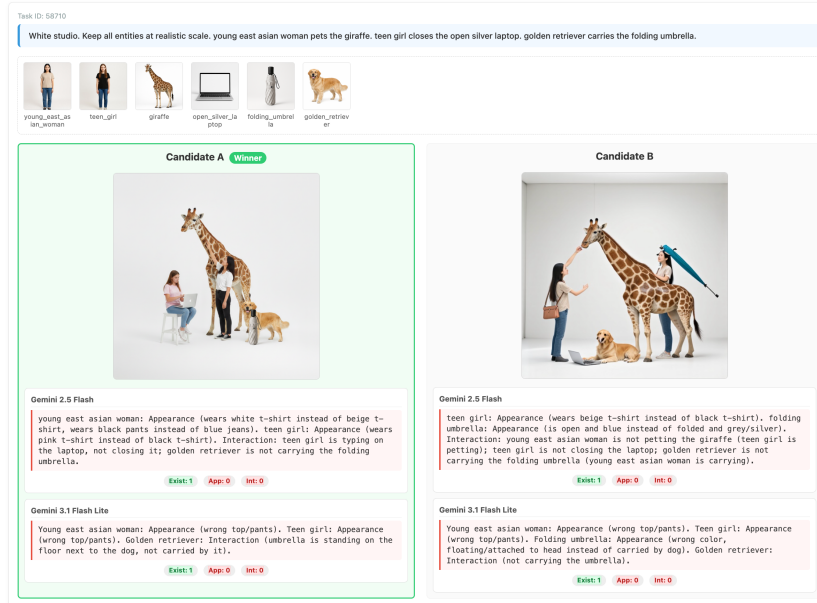 Task ID: 58710
White studio. Keep all entities at realistic scale. young east asian woman pets the giraffe. teen girl closes the open silver laptop. golden retriever carries the folding umbrella.
young_east_as
ian_woman
teen_girl
giraffe
open_silver_la
ptop
folding_umbrel
la
golden_retriev
er
Candidate A Winner
Gemini 2.5 Flash
young east asian woman: Appearance (wears white t-shirt instead of beige t-
shirt, wears black pants instead of blue jeans). teen girl: Appearance (wears
pink t-shirt instead of black t-shirt). Interaction: teen girl is typing on
the laptop, not closing it; golden retriever is not carrying the folding
umbrella.
Exist: 1 App: 0 Int: 0
Gemini 3.1 Flash Lite
Young east asian woman: Appearance (wrong top/pants). Teen girl: Appearance
(wrong top/pants). Golden retriever: Interaction (umbrella is standing on the
floor next to the dog, not carried by it).
Exist: 1 App: 0 Int: 0
Candidate B
Gemini 2.5 Flash
teen girl: Appearance (wears beige t-shirt instead of black t-shirt). folding
umbrella: Appearance (is open and blue instead of folded and grey/silver).
Interaction: young east asian woman is not petting the giraffe (teen girl is
petting); teen girl is not closing the laptop; golden retriever is not
carrying the folding umbrella (young east asian woman is carrying).
Exist: 1 App: 0 Int: 0
Gemini 3.1 Flash Lite
Young east asian woman: Appearance (wrong top/pants). Teen girl: Appearance
(wrong top/pants). Folding umbrella: Appearance (wrong color,
floating/attached to head instead of carried by dog). Golden retriever:
Interaction (not carrying the umbrella).
Exist: 1 App: 0 Int: 0